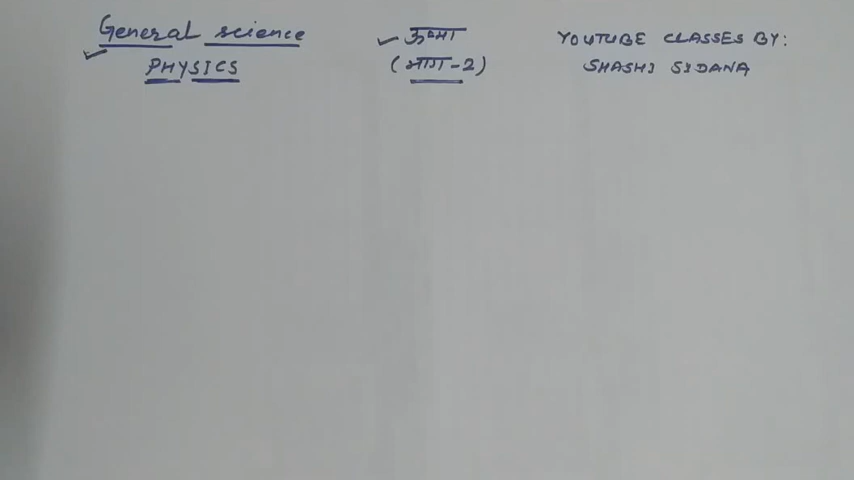 General science
PHYSICS
ऊष्मा
(भाग-2)
YOUTUBE CLASSES BY:
SHASHI SIDANA